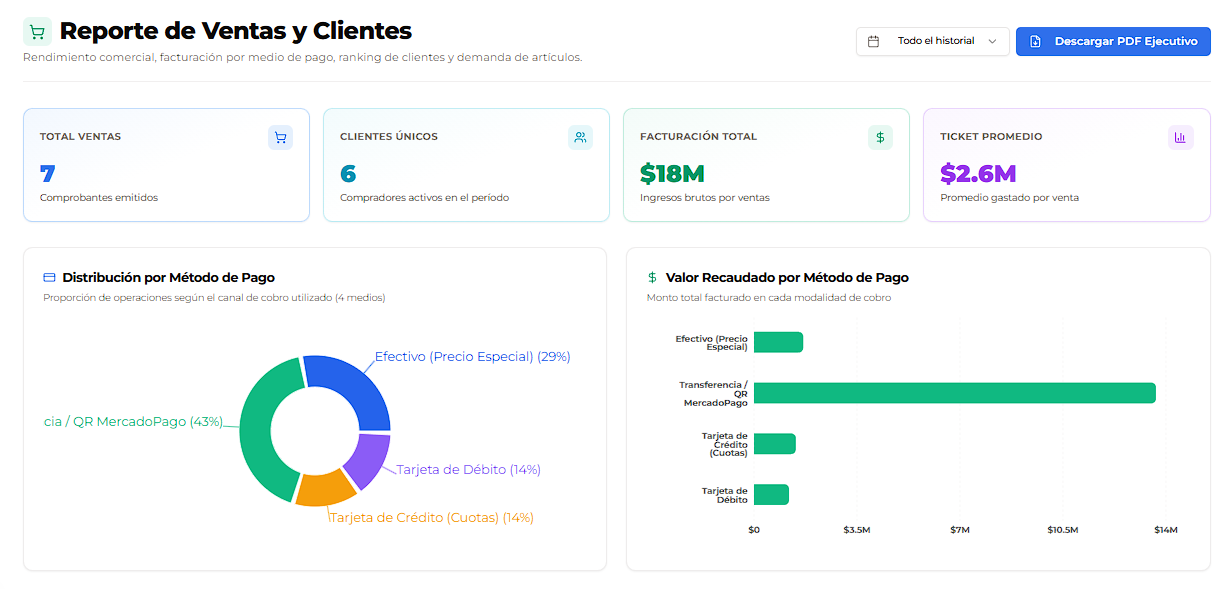 Reporte de Ventas y Clientes
Rendimiento comercial, facturación por medio de pago, ranking de clientes y demanda de artículos.
Todo el historial
Descargar PDF Ejecutivo
TOTAL VENTAS
7
Comprobantes emitidos
CLIENTES ÚNICOS
6
Compradores activos en el período
FACTURACIÓN TOTAL
$18M
Ingresos brutos por ventas
TICKET PROMEDIO
$2.6M
Promedio gastado por venta
Distribución por Método de Pago
Proporción de operaciones según el canal de cobro utilizado (4 medios)
Efectivo (Precio Especial) (29%)
cia / QR MercadoPago (43%)
Tarjeta de Débito (14%)
Tarjeta de Crédito (Cuotas) (14%)
$ Valor Recaudado por Método de Pago
Monto total facturado en cada modalidad de cobro
Efectivo (Precio
Especial)
Transferencia /
QR
MercadoPago
Tarjeta de
Crédito
(Cuotas)
Tarjeta de
Débito
$0
$3.5M
$7M
$10.5M
$14M